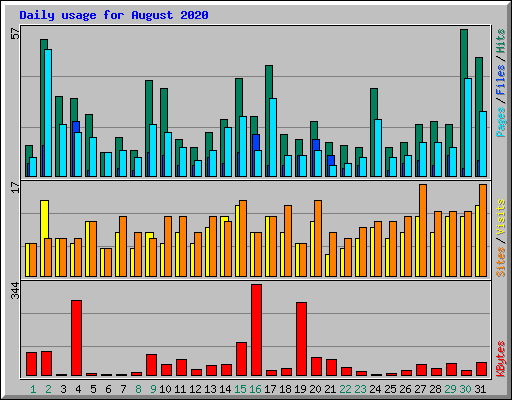 Daily usage for August 2020
57
Pages / Files / Hits
17
Sites / Visits
344
KBytes
1 2 3 4 5 6 7 8 9 10 11 12 13 14 15 16 17 18 19 20 21 22 23 24 25 26 27 28 29 30 31